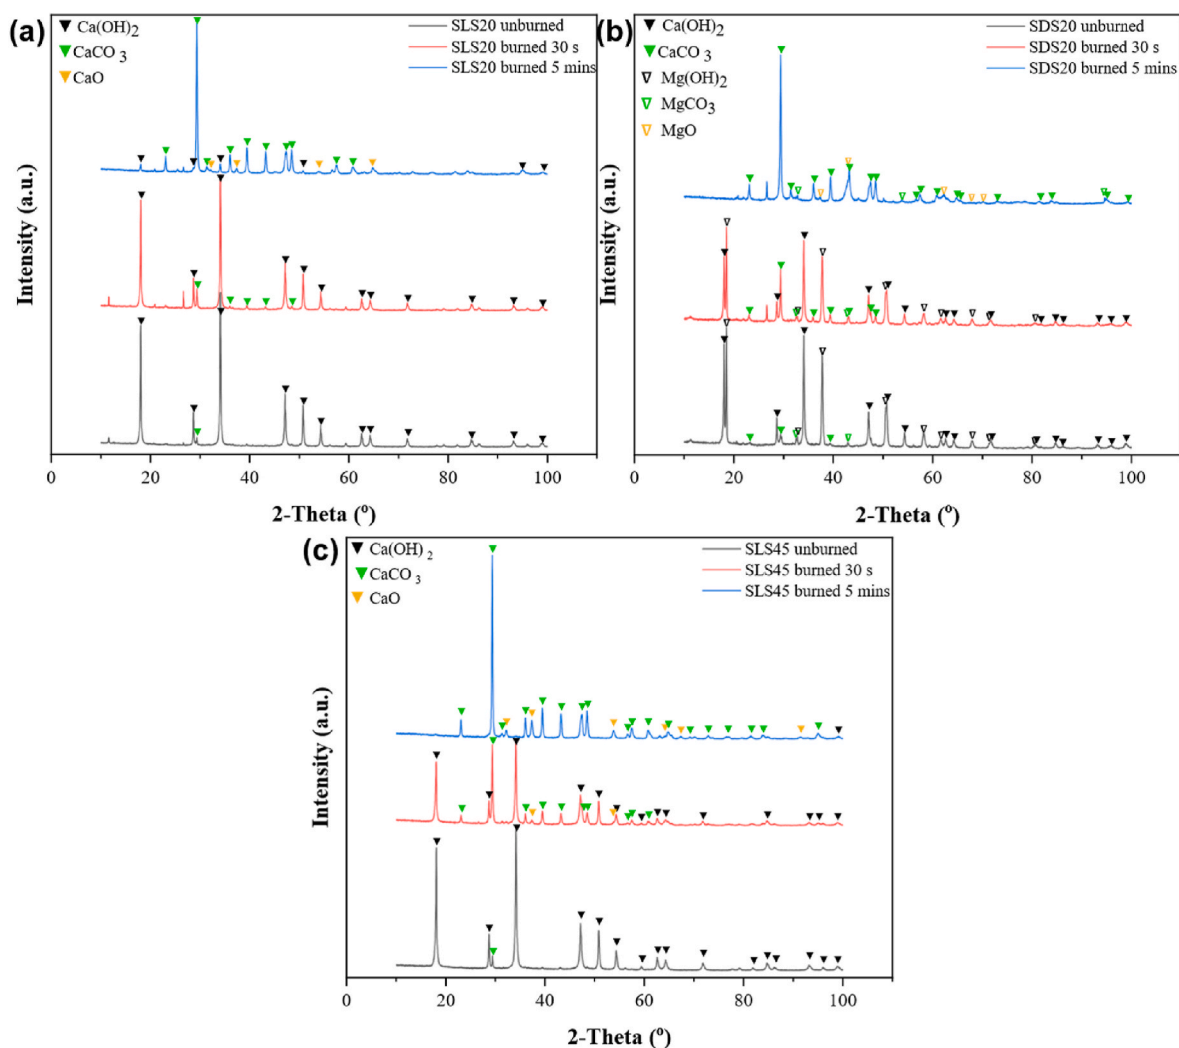 (a)
Ca(OH)2
CaCO 3
CaO
SLS20 unburned
SLS20 burned 30 s
SLS20 burned 5 mins
Intensity (a.u.)
0 20 40 60 80 100
2-Theta (º)
(b)
Ca(OH)2
CaCO 3
Mg(OH)2
MgCO3
MgO
SDS20 unburned
SDS20 burned 30 s
SDS20 burned 5 mins
Intensity (a.u.)
0 20 40 60 80 100
2-Theta (º)
(c)
Ca(OH) 2
CaCO 3
CaO
SLS45 unburned
SLS45 burned 30 s
SLS45 burned 5 mins
Intensity (a.u.)
0 20 40 60 80 100
2-Theta (º)